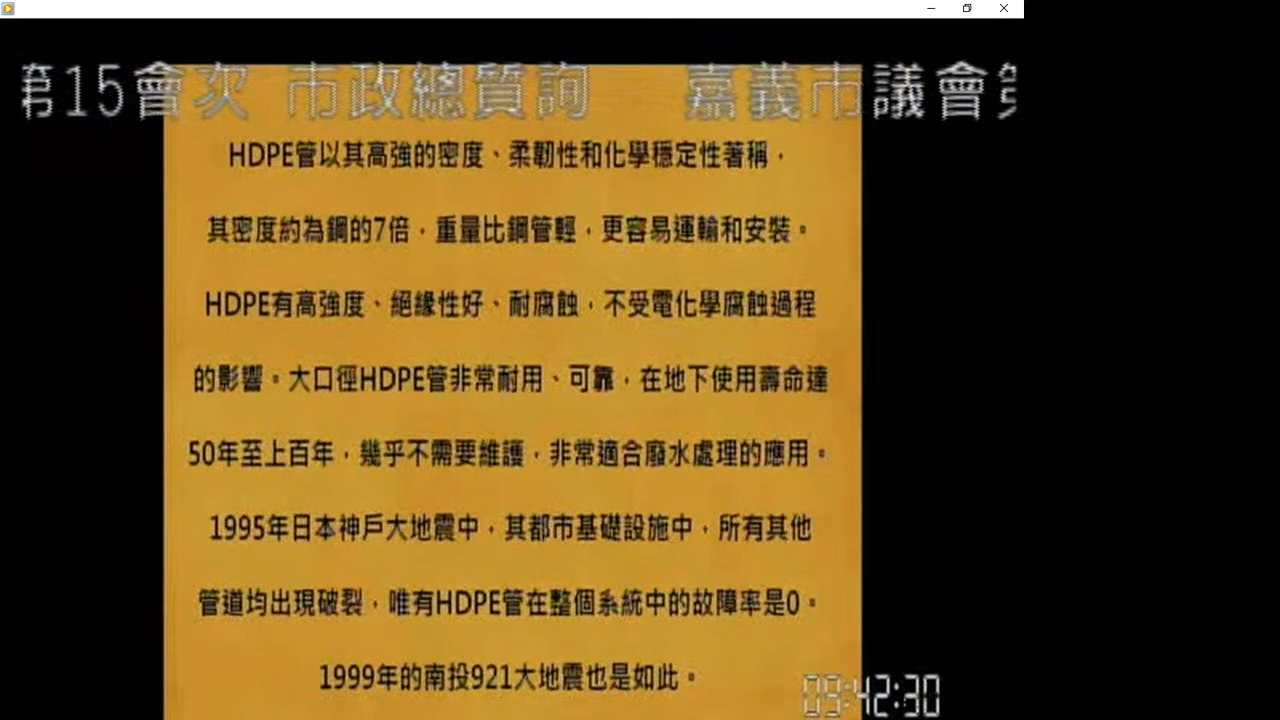 第15會次 市政總質詢 嘉義市議會
HDPE管以其高強的密度、柔韌性和化學穩定性著稱，
其密度約為鋼的7倍，重量比鋼管輕，更容易運輸和安裝。
HDPE有高強度、絕緣性好、耐腐蝕，不受電化學腐蝕過程
的影響。大口徑HDPE管非常耐用、可靠，在地下使用壽命達
50年至上百年，幾乎不需要維護，非常適合廢水處理的應用。
1995年日本神戶大地震中，其都市基礎設施中，所有其他
管道均出現破裂，唯有HDPE管在整個系統中的故障率是0。
1999年的南投921大地震也是如此。
09:42:30